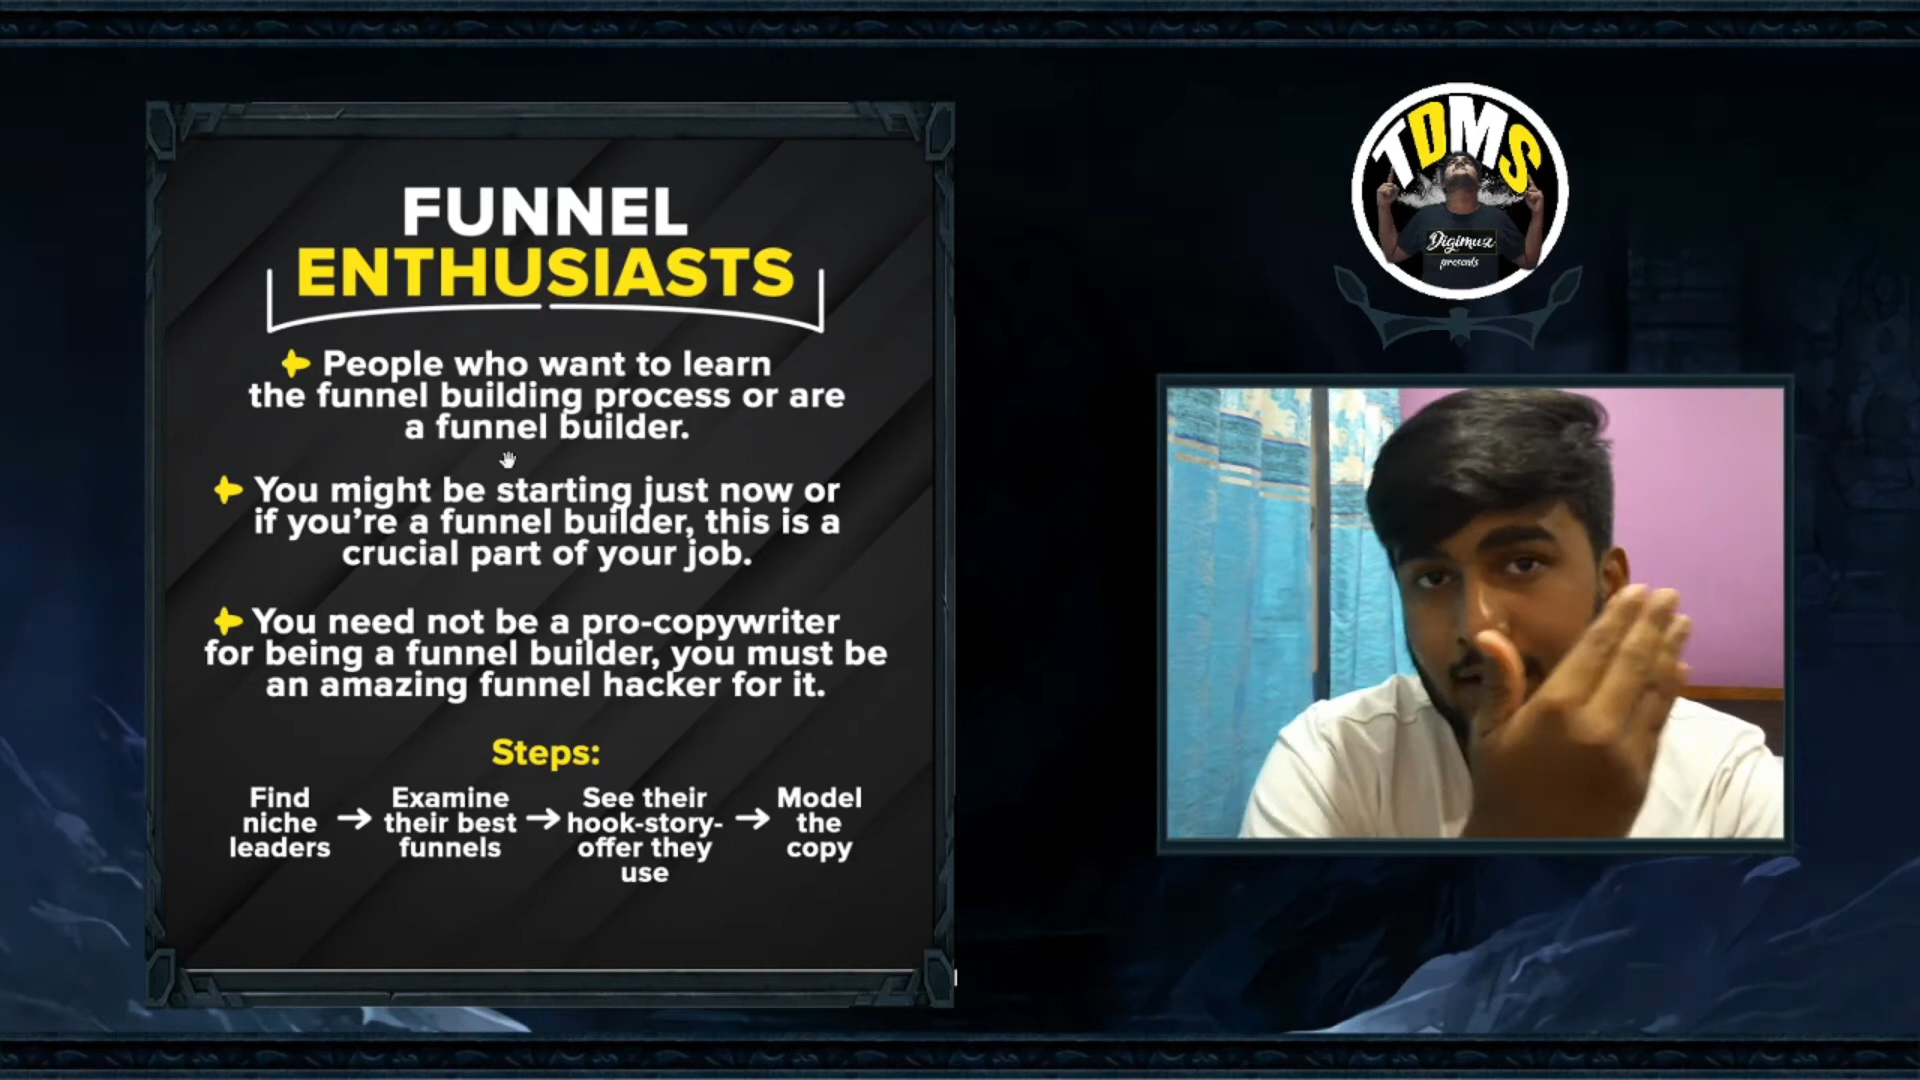 FUNNEL
ENTHUSIASTS
People who want to learn
the funnel building process or are
a funnel builder.
You might be starting just now or
if you're a funnel builder, this is a
crucial part of your job.
You need not be a pro-copywriter
for being a funnel builder, you must be
an amazing funnel hacker for it.
Steps:
Find
niche
leaders
→
Examine
their best
funnels
→
See their
hook-story-
offer they
use
→
Model
the
copy
TDMS
Digimux
presents